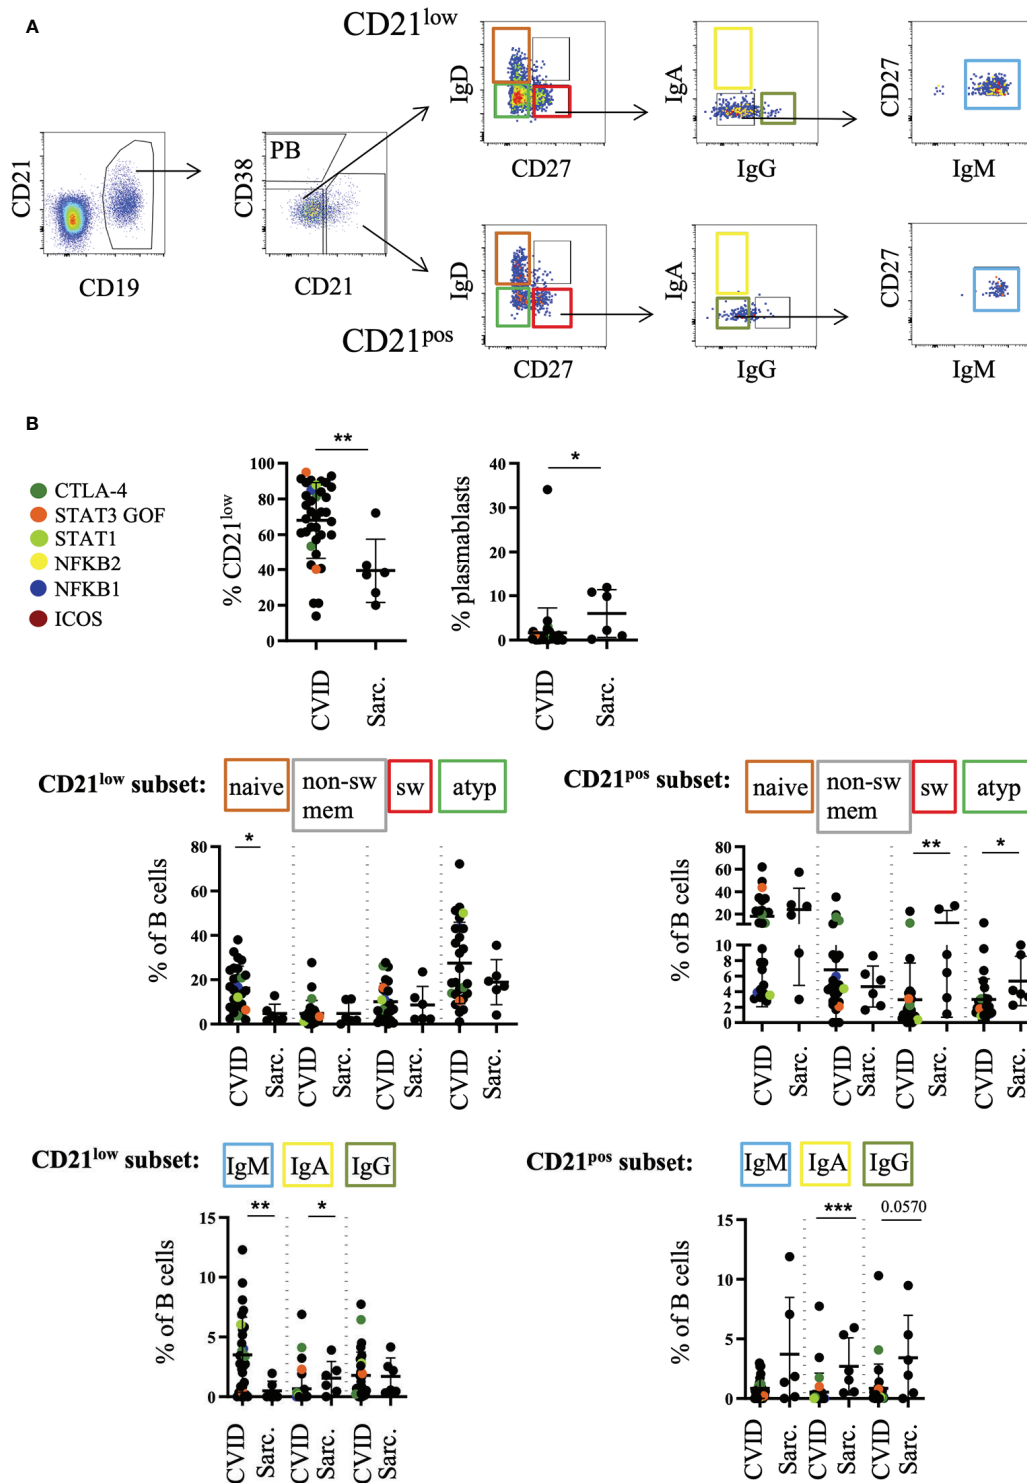 A
CD21low
IgD
CD27
IgA
IgG
CD27
IgM
CD21
CD19
PB
CD38
CD21
CD21pos
IgD
CD27
IgA
IgG
CD27
IgM
B
CTLA-4
STAT3 GOF
STAT1
NFKB2
NFKB1
ICOS
**
100
80
60
40
20
0
% CD21low
CVID
Sarc.
*
40
30
20
10
0
% plasmablasts
CVID
Sarc.
CD21low subset:
naive
non-sw mem
sw
atyp
*
80
60
40
20
0
% of B cells
CVID
Sarc.
CVID
Sarc.
CVID
Sarc.
CVID
Sarc.
CD21pos subset:
naive
non-sw mem
sw
atyp
**
*
80
60
40
20
10
8
6
4
2
0
% of B cells
CVID
Sarc.
CVID
Sarc.
CVID
Sarc.
CVID
Sarc.
CD21low subset:
IgM
IgA
IgG
**
*
15
10
5
0
% of B cells
CVID
Sarc.
CVID
Sarc.
CVID
Sarc.
CD21pos subset:
IgM
IgA
IgG
***
0.0570
15
10
5
0
% of B cells
CVID
Sarc.
CVID
Sarc.
CVID
Sarc.